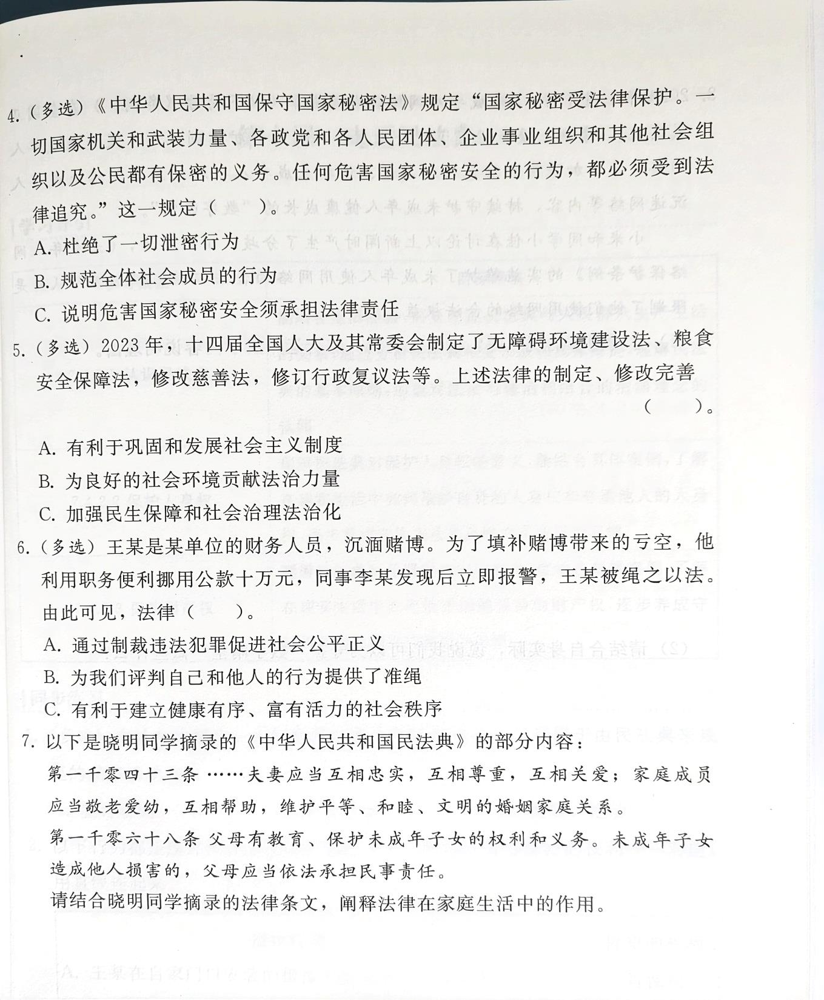 4. (多选)《中华人民共和国保守国家秘密法》规定“国家秘密受法律保护。一
切国家机关和武装力量、各政党和各人民团体、企业事业组织和其他社会组
织以及公民都有保密的义务。任何危害国家秘密安全的行为，都必须受到法
律追究。”这一规定（　　）。
A. 杜绝了一切泄密行为
B. 规范全体社会成员的行为
C. 说明危害国家秘密安全须承担法律责任
5. (多选) 2023 年，十四届全国人大及其常委会制定了无障碍环境建设法、粮食
安全保障法，修改慈善法，修订行政复议法等。上述法律的制定、修改完善
（　　）。
A. 有利于巩固和发展社会主义制度
B. 为良好的社会环境贡献法治力量
C. 加强民生保障和社会治理法治化
6. (多选) 王某是某单位的财务人员，沉湎赌博。为了填补赌博带来的亏空，他
利用职务便利挪用公款十万元，同事李某发现后立即报警，王某被绳之以法。
由此可见，法律（　　）。
A. 通过制裁违法犯罪促进社会公平正义
B. 为我们评判自己和他人的行为提供了准绳
C. 有利于建立健康有序、富有活力的社会秩序
7. 以下是晓明同学摘录的《中华人民共和国民法典》的部分内容：
第一千零四十三条 ……夫妻应当互相忠实，互相尊重，互相关爱；家庭成员
应当敬老爱幼，互相帮助，维护平等、和睦、文明的婚姻家庭关系。
第一千零六十八条 父母有教育、保护未成年子女的权利和义务。未成年子女
造成他人损害的，父母应当依法承担民事责任。
请结合晓明同学摘录的法律条文，阐释法律在家庭生活中的作用。